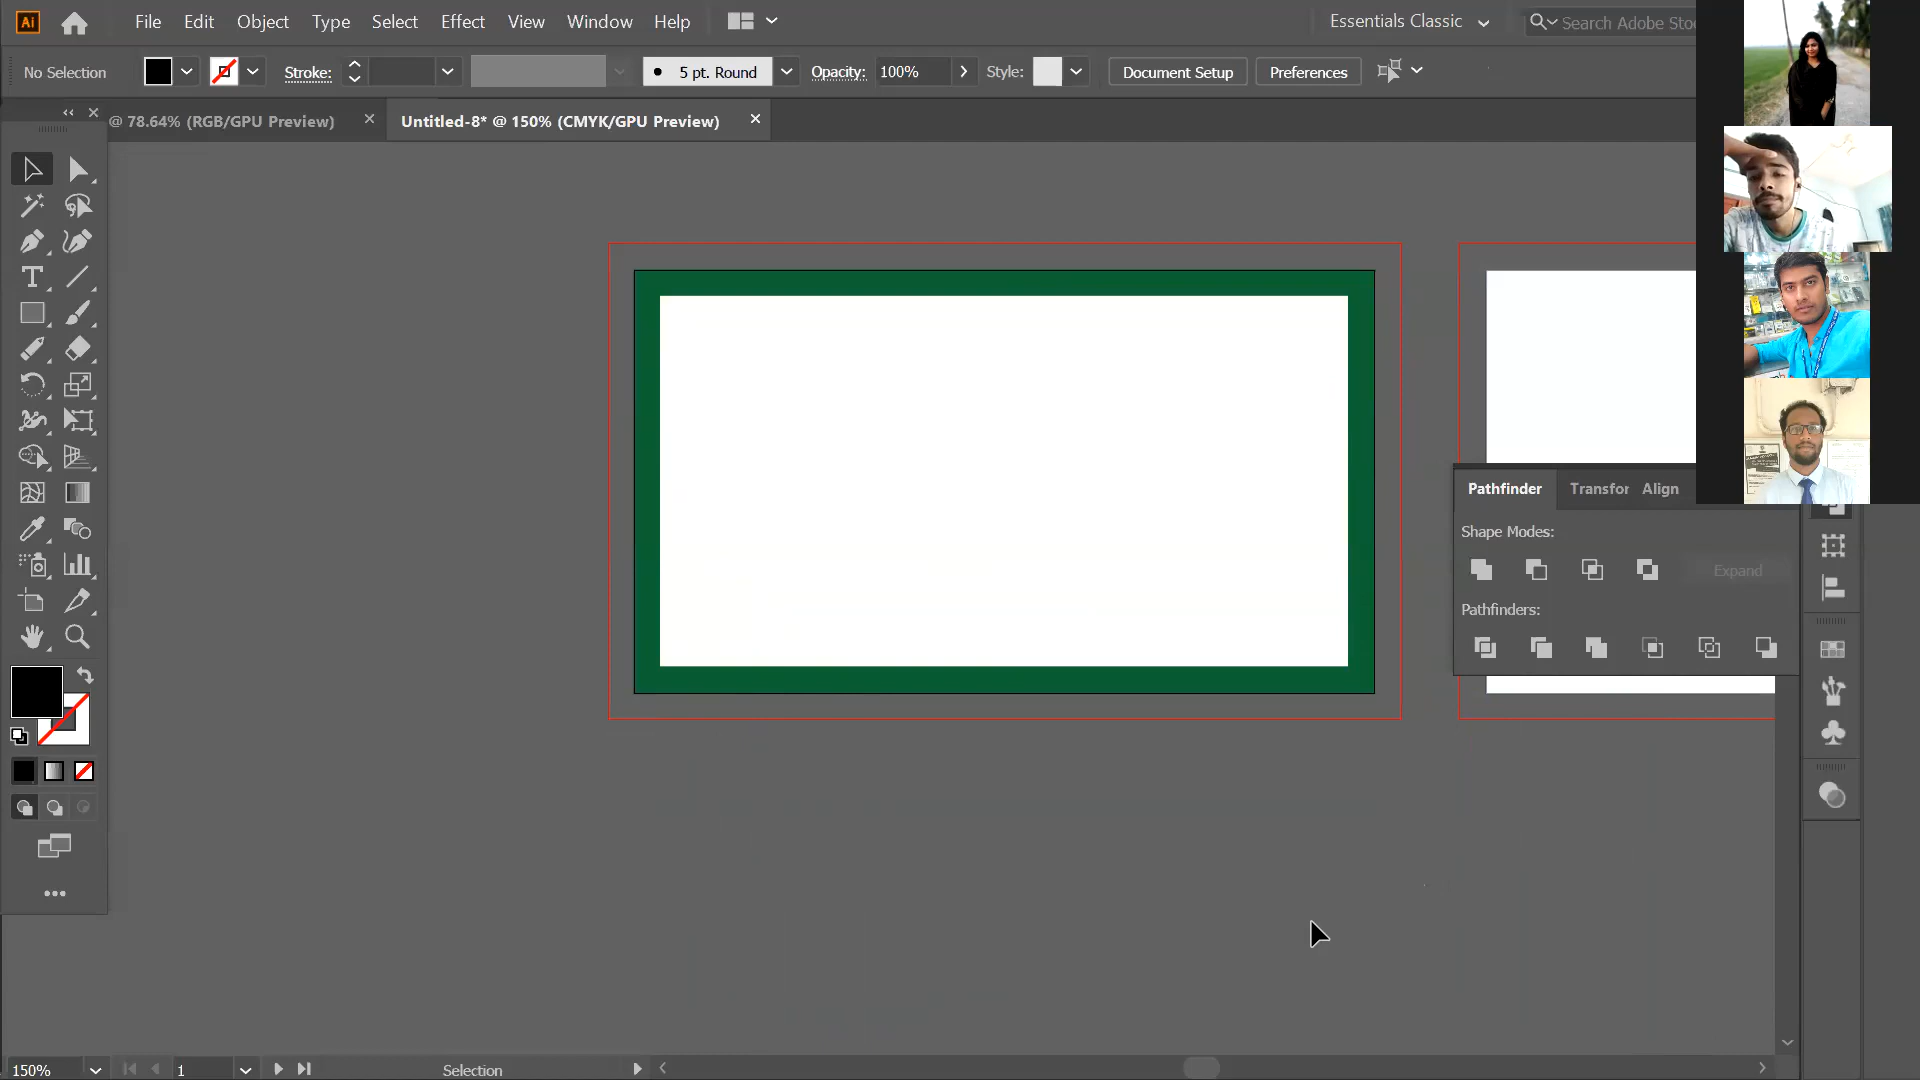 Ai File Edit Object Type Select Effect View Window Help Essentials Classic Search Adobe Stoc
No Selection Stroke: 5 pt. Round Opacity: 100% Style: Document Setup Preferences
@ 78.64% (RGB/GPU Preview) Untitled-8* @ 150% (CMYK/GPU Preview)
Pathfinder Transfor Align
Shape Modes:
Expand
Pathfinders:
150% 1 Selection